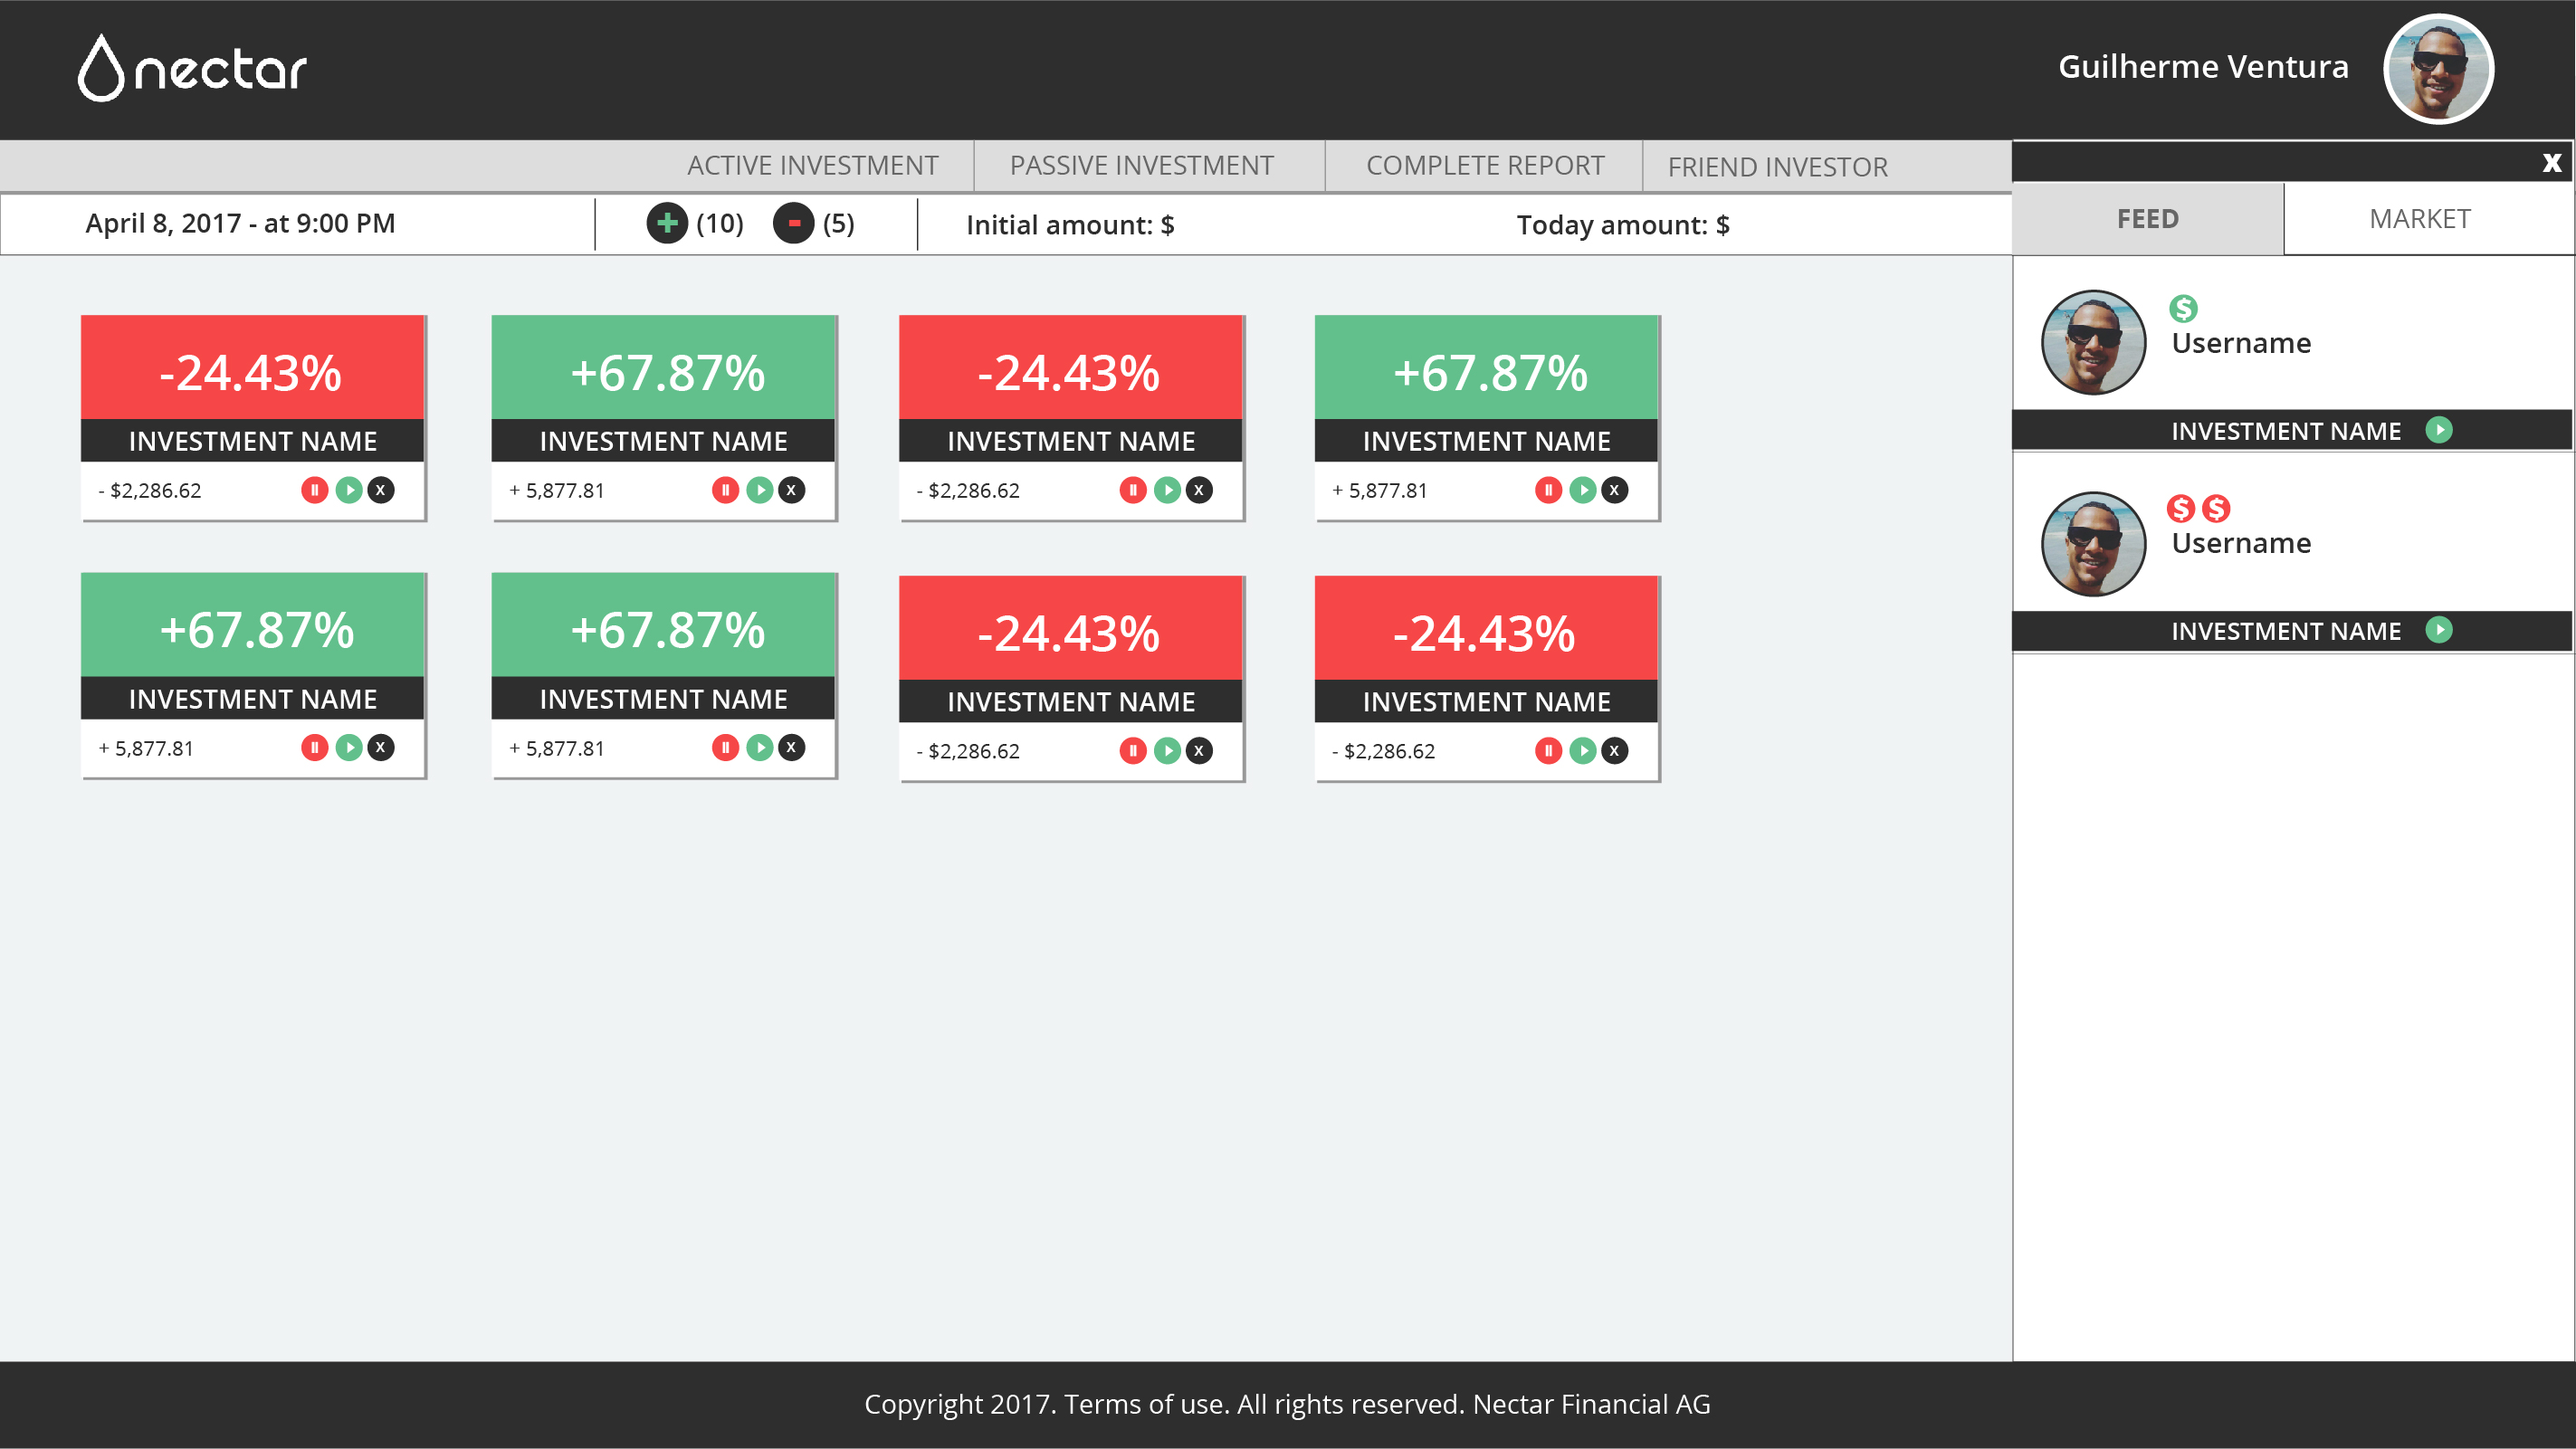 nectar
Guilherme Ventura
ACTIVE INVESTMENT
PASSIVE INVESTMENT
COMPLETE REPORT
FRIEND INVESTOR
X
April 8, 2017 - at 9:00 PM
+ (10)
- (5)
Initial amount: $
Today amount: $
FEED
MARKET
-24.43%
INVESTMENT NAME
- $2,286.62
X
+67.87%
INVESTMENT NAME
+ 5,877.81
X
-24.43%
INVESTMENT NAME
- $2,286.62
X
+67.87%
INVESTMENT NAME
+ 5,877.81
X
+67.87%
INVESTMENT NAME
+ 5,877.81
X
+67.87%
INVESTMENT NAME
+ 5,877.81
X
-24.43%
INVESTMENT NAME
- $2,286.62
X
-24.43%
INVESTMENT NAME
- $2,286.62
X
$
Username
INVESTMENT NAME
$ $
Username
INVESTMENT NAME
Copyright 2017. Terms of use. All rights reserved. Nectar Financial AG